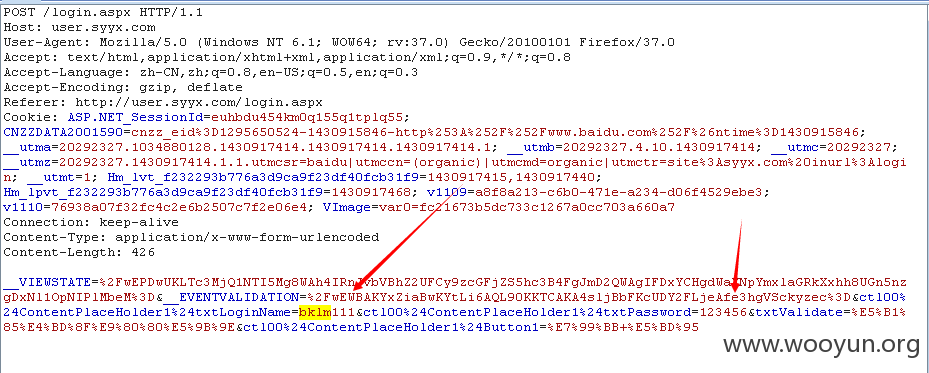 POST /login.aspx HTTP/1.1
Host: user.syyx.com
User-Agent: Mozilla/5.0 (Windows NT 6.1; WOW64; rv:37.0) Gecko/20100101 Firefox/37.0
Accept: text/html,application/xhtml+xml,application/xml;q=0.9,*/*;q=0.8
Accept-Language: zh-CN,zh;q=0.8,en-US;q=0.5,en;q=0.3
Accept-Encoding: gzip, deflate
Referer: http://user.syyx.com/login.aspx
Cookie: ASP.NET_SessionId=euhbdu454km0q155q1tplq55;
CNZZDATA2001590=cnzz_eid%3D1295650524-1430915846-http%253A%252F%252Fwww.baidu.com%252F%26ntime%3D1430915846;
__utma=20292327.1034880128.1430917414.1430917414.1430917414.1; __utmb=20292327.4.10.1430917414; __utmc=20292327;
__utmz=20292327.1430917414.1.1.utmcsr=baidu|utmccn=(organic)|utmcmd=organic|utmctr=site%3Asyyx.com%20inurl%3Alogi
n; __utmt=1; Hm_lvt_f232293b776a3d9ca9f23df40fcb31f9=1430917415,1430917440;
Hm_lpvt_f232293b776a3d9ca9f23df40fcb31f9=1430917468; v1109=a8f8a213-c6b0-471e-a234-d06f4529ebe3;
v1110=76938a07f32fc4c2e6b2507c7f2e06e4; VImage=var0=fc21673b5dc733c1267a0cc703a660a7
Connection: keep-alive
Content-Type: application/x-www-form-urlencoded
Content-Length: 426
__VIEWSTATE=%2FwEPDwUKLTc3MjQ1NTI5Mg8WAh4IRn
gDxNl1OpNIPlMbeM%3D&__EVENTVALIDATION=%2FwEWBAKYxZiaBwKYtLi6AQL9OKKTCAKA4sljBbFKcUDY2FLjeAfe3hgVSckyzec%3D&ctl00
%24ContentPlaceHolder1%24txtLoginName=bklm111&ctl00%24ContentPlaceHolder1%24txtPassword=123456&txtValidate=%E5%B1%
85%E4%BD%8F%E9%80%80%E5%9B%9E&ctl00%24ContentPlaceHolder1%24Button1=%E7%99%BB+%E5%BD%95
www.wooyun.org